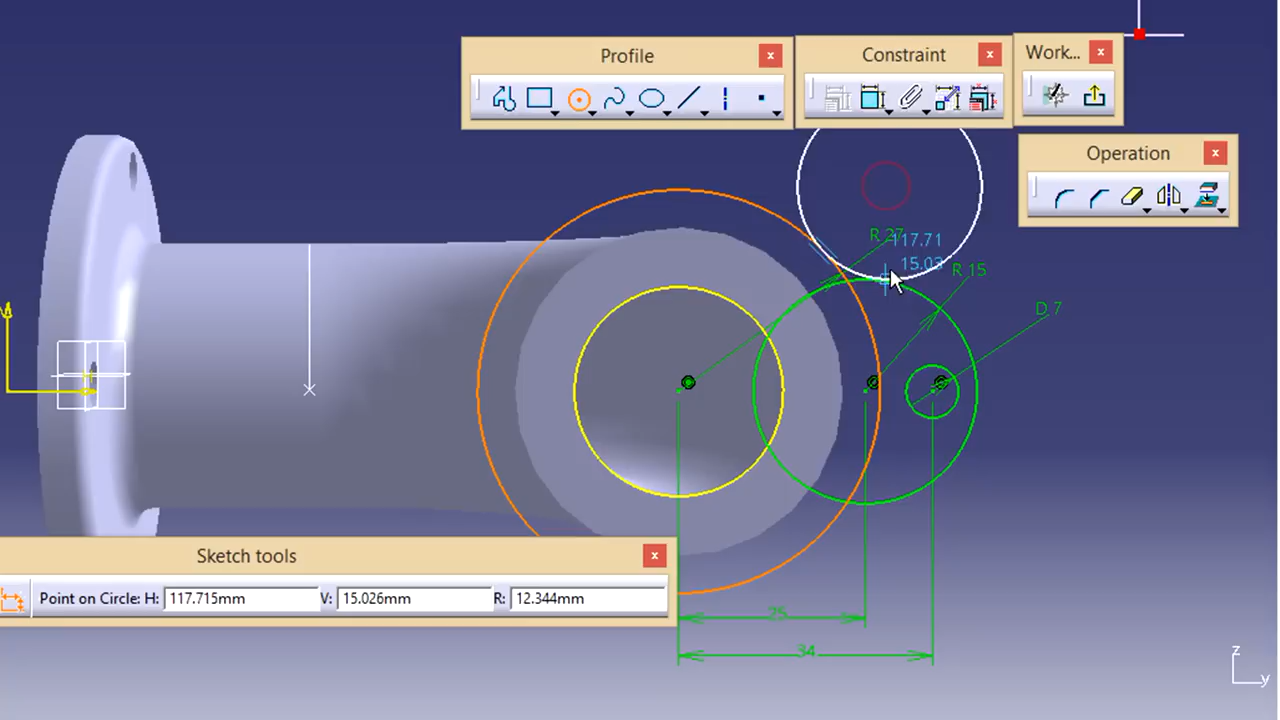 Profile
Constraint
Work...
Operation
117.71
15.03
R 15
D 7
Sketch tools
Point on Circle: H: 117.715mm V: 15.026mm R: 12.344mm
25
34
z
y